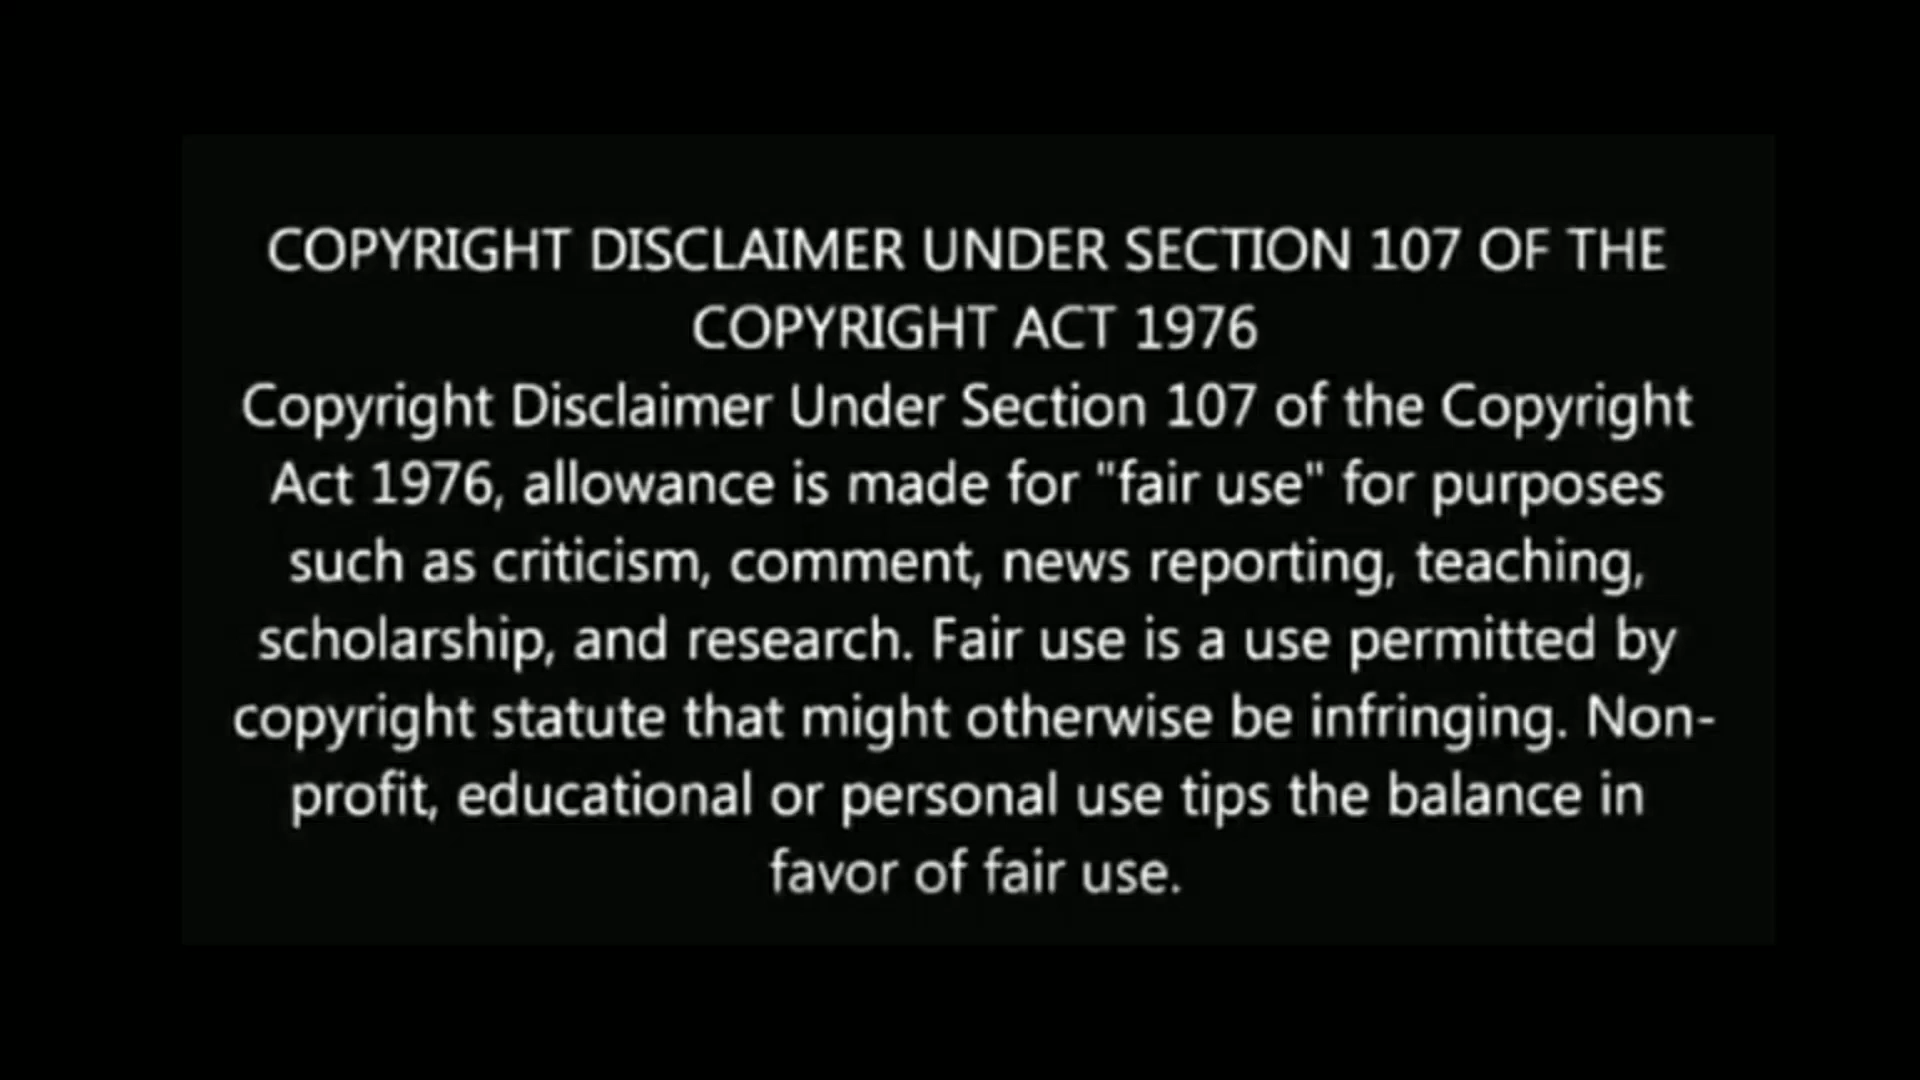 COPYRIGHT DISCLAIMER UNDER SECTION 107 OF THE
COPYRIGHT ACT 1976
Copyright Disclaimer Under Section 107 of the Copyright
Act 1976, allowance is made for "fair use" for purposes
such as criticism, comment, news reporting, teaching,
scholarship, and research. Fair use is a use permitted by
copyright statute that might otherwise be infringing. Non-
profit, educational or personal use tips the balance in
favor of fair use.